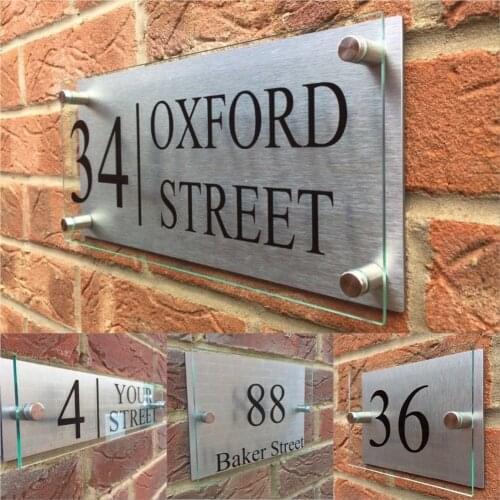 34 OXFORD
STREET
4 YOUR
STREET
88
Baker Street
36